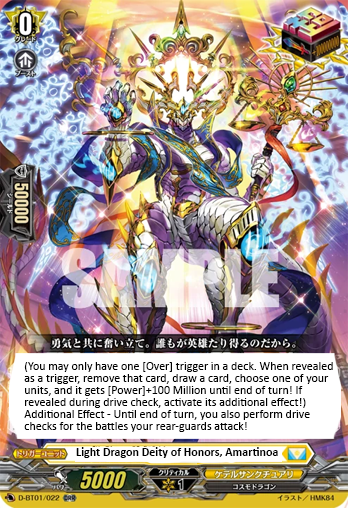 0
グレード
ブースト
50000
シールド
SAMPLE
勇気と共に奮い立て。誰もが英雄たり得るのだから。
(You may only have one [Over] trigger in a deck. When revealed
as a trigger, remove that card, draw a card, choose one of your
units, and it gets [Power]+100 Million until end of turn! If
revealed during drive check, activate its additional effect!)
Additional Effect - Until end of turn, you also perform drive
checks for the battles your rear-guards attack!
トリガーユニット
Light Dragon Deity of Honors, Amartinoa
パワー
5000
クリティカル
1
ケテルサンクチュアリ
コスモドラゴン
D-BT01/022
イラスト/HMK84